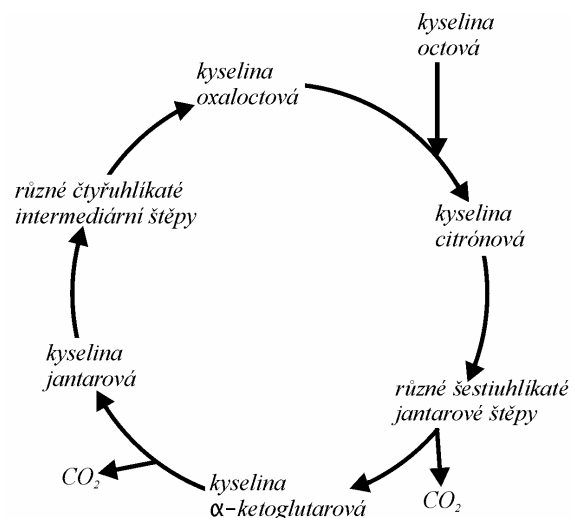 kyselina
octová
kyselina
oxaloctová
různé čtyřuhlíkaté
intermediární štěpy
kyselina
citrónová
kyselina
jantarová
různé šestiuhlíkaté
jantarové štěpy
CO₂
kyselina
α-ketoglutarová
CO₂